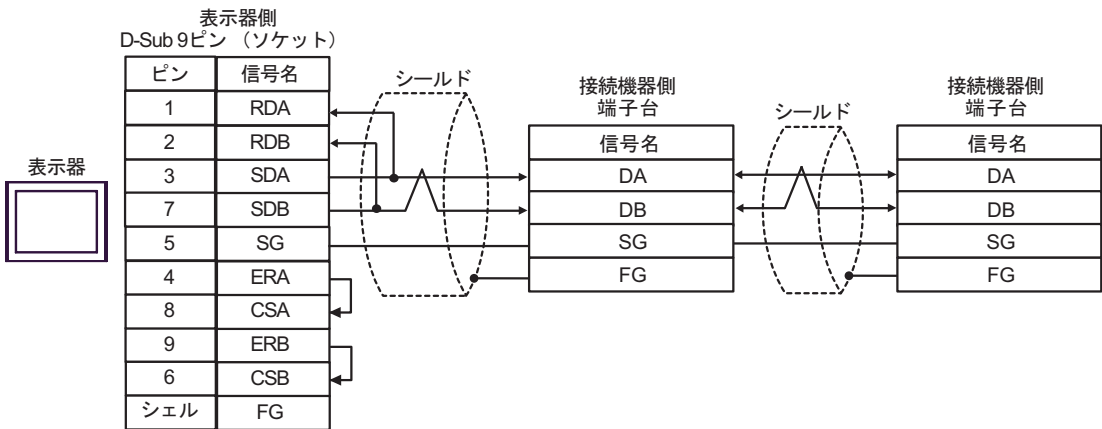 表示器側
D-Sub 9ピン （ソケット）
ピン 信号名
1 RDA
2 RDB
3 SDA
7 SDB
5 SG
4 ERA
8 CSA
9 ERB
6 CSB
シェル FG
表示器
シールド
接続機器側
端子台
信号名
DA
DB
SG
FG
シールド
接続機器側
端子台
信号名
DA
DB
SG
FG